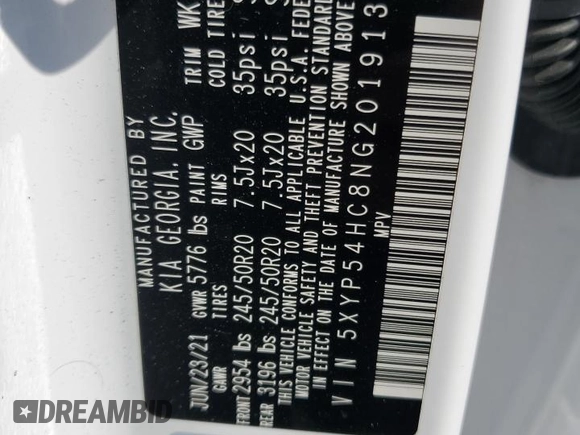 MANUFACTURED BY
KIA GEORGIA, INC.
JUN/23/21 GVWR 5776 lbs PAINT GWP TRIM WK
GAWR TIRES RIMS COLD TIRE
FRONT 2954 lbs 245/50R20 7.5Jx20 35psi
REAR 3196 lbs 245/50R20 7.5Jx20 35psi
THIS VEHICLE CONFORMS TO ALL APPLICABLE U.S.A. FEDE
MOTOR VEHICLE SAFETY AND THEFT PREVENTION STANDARD
IN EFFECT ON THE DATE OF MANUFACTURE SHOWN ABOVE
VIN 5XYP54HC8NG201913
MPV
DREAMBID